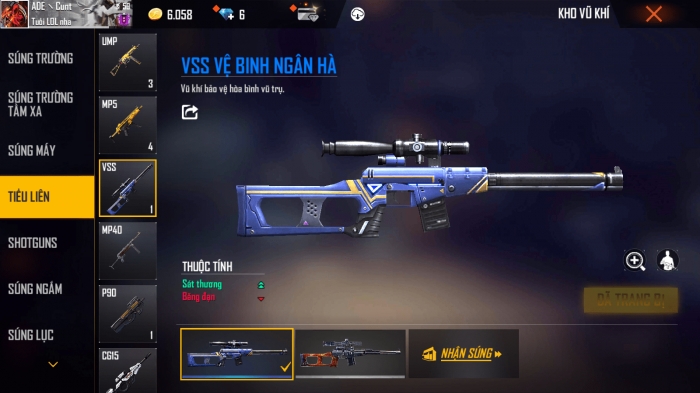 ADE ヽ Cunt
Tuổi LOL nha
6.058
6
KHO VŨ KHÍ
SÚNG TRƯỜNG
SÚNG TRƯỜNG
TẦM XA
SÚNG MÁY
TIỂU LIÊN
SHOTGUNS
SÚNG NGẮM
SÚNG LỤC
UMP
3
MP5
4
VSS
1
MP40
P90
1
CG15
VSS VỆ BINH NGÂN HÀ
Vũ khí bảo vệ hòa bình vũ trụ.
THUỘC TÍNH
Sát thương
Băng đạn
ĐÃ TRANG BỊ
NHẬN SÚNG